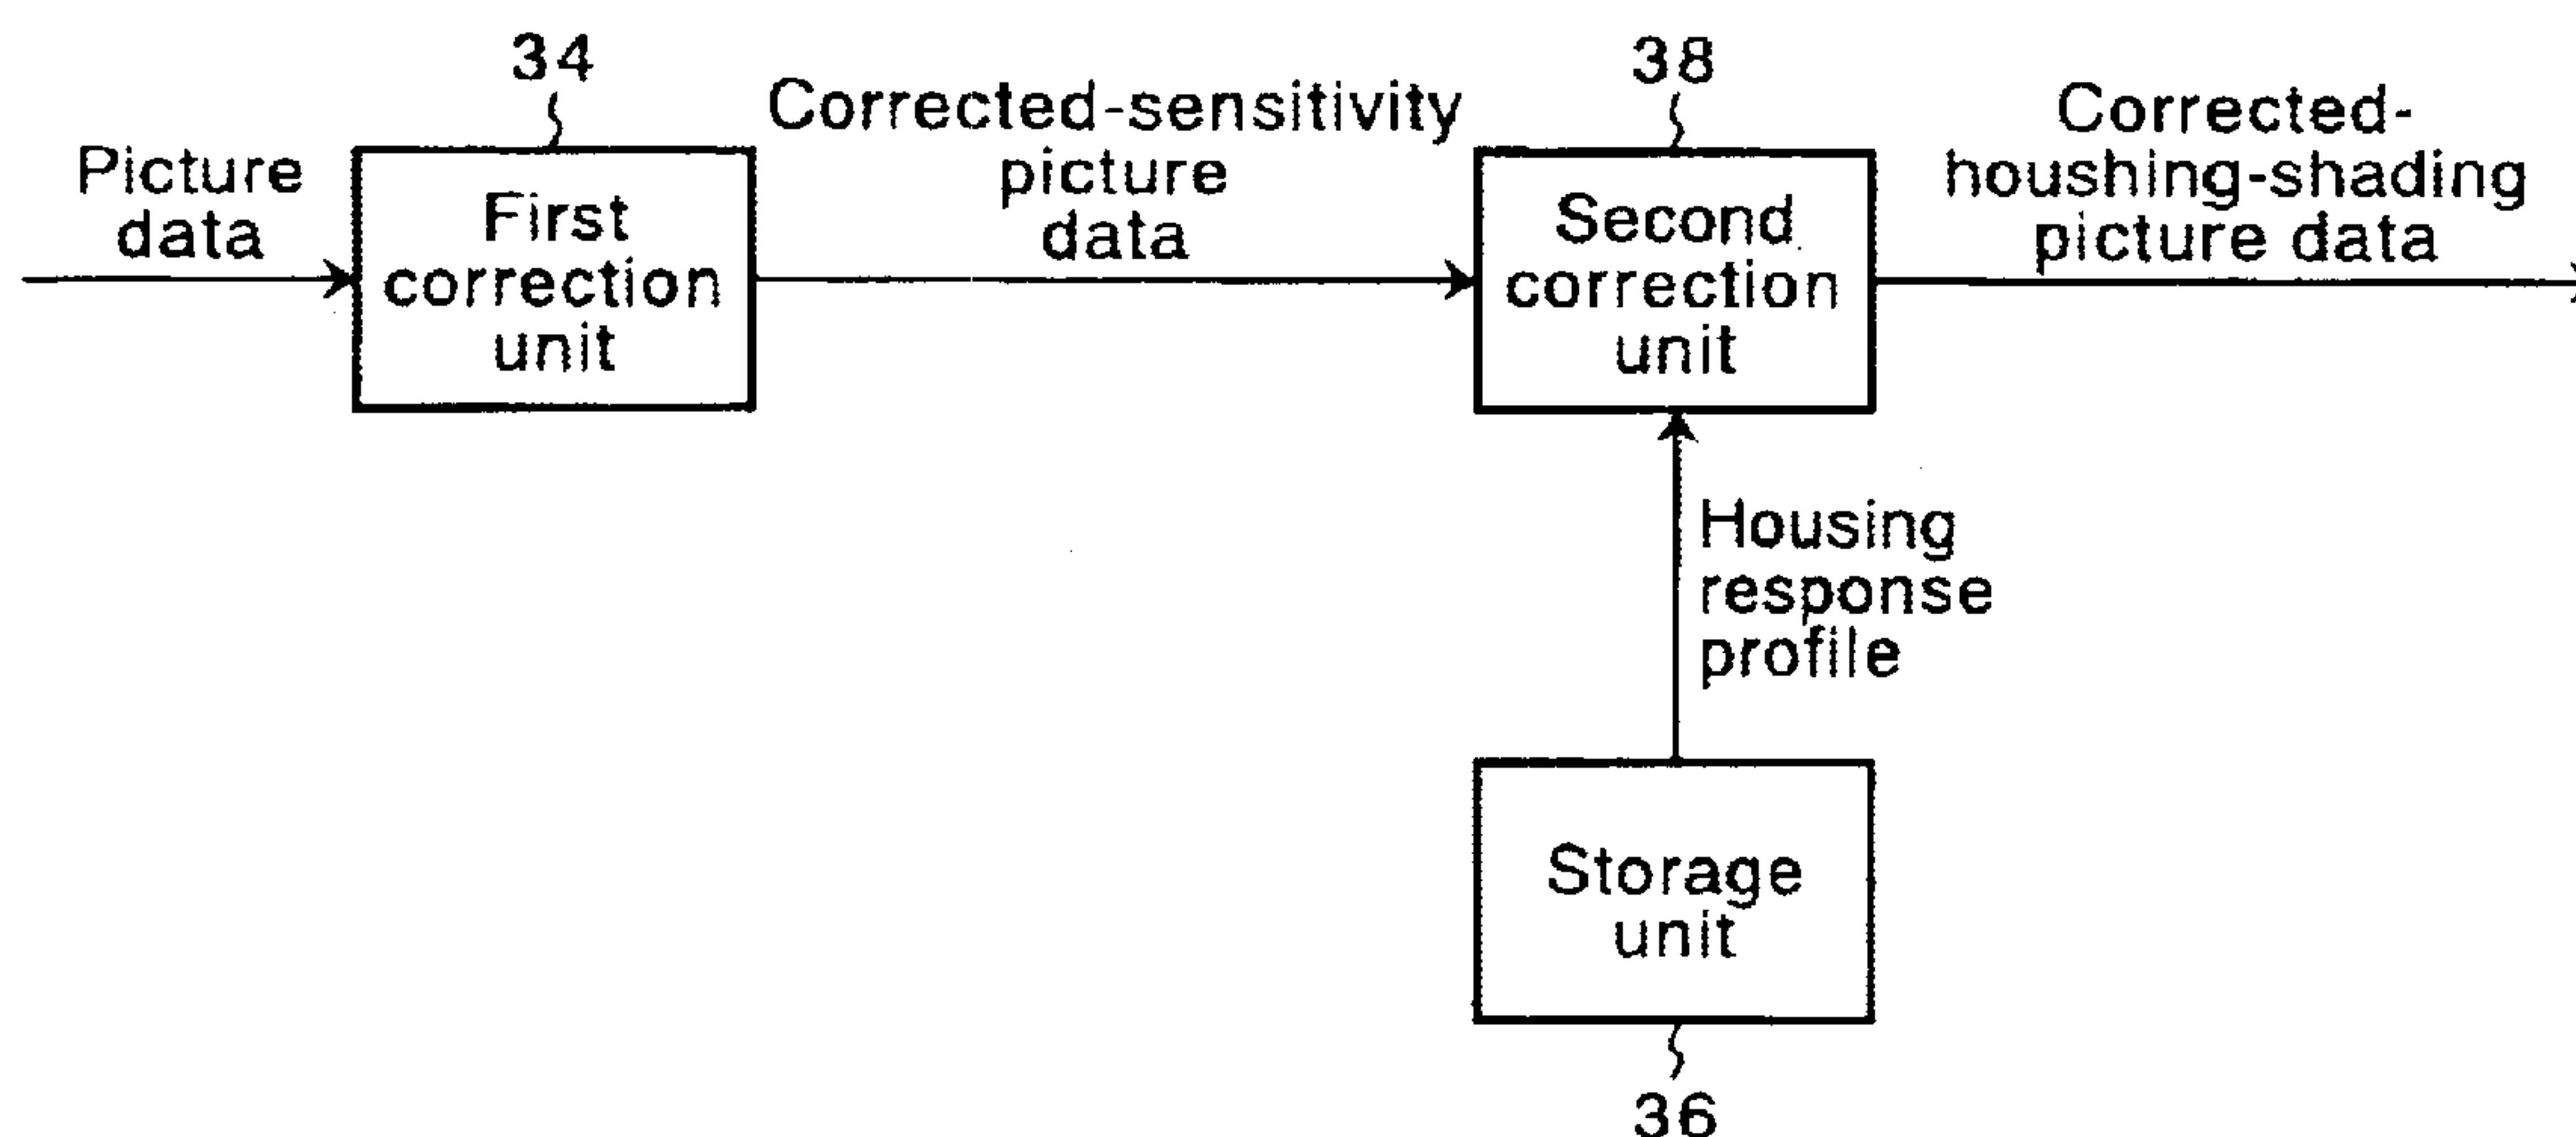 34
38
Picture
data
First
correction
unit
Corrected-sensitivity
picture
data
Second
correction
unit
Corrected-
houshing-shading
picture data
Housing
response
profile
Storage
unit
36